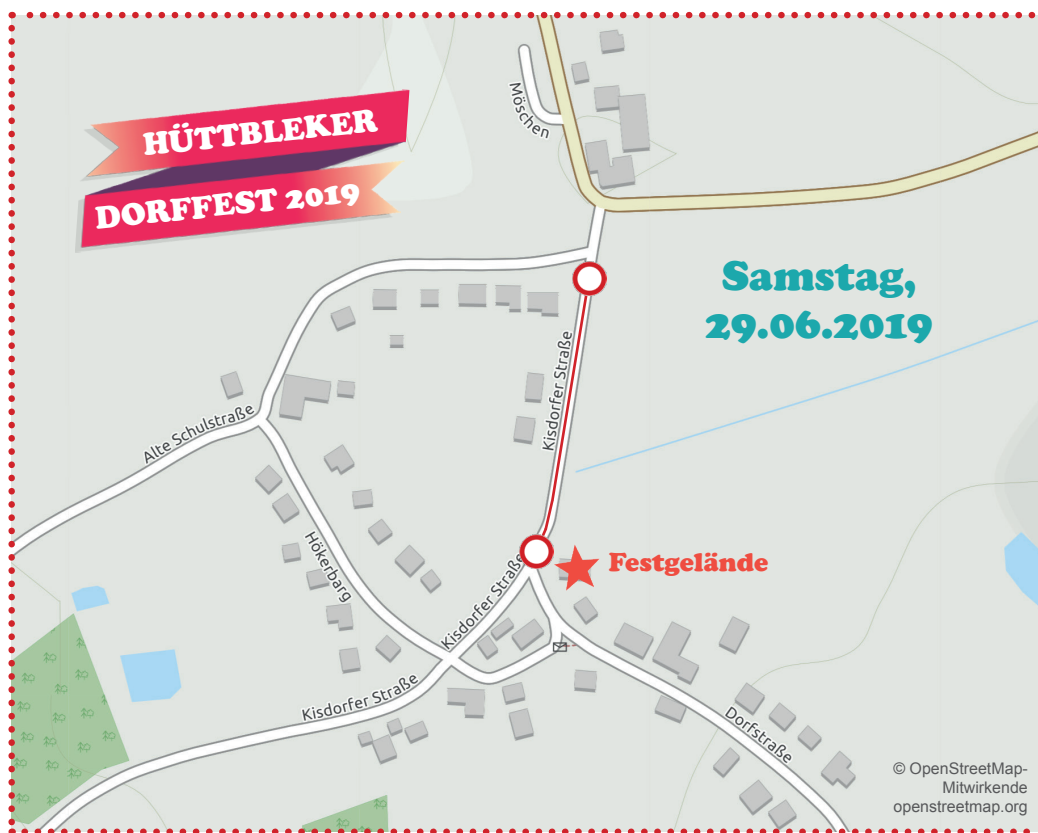 Möschen
HÜTTBLEKER
DORFFEST 2019
Samstag,
29.06.2019
Kisdorfer Straße
Alte Schulstraße
Hökerbarg
Kisdorfer Straße
Festgelände
Kisdorfer Straße
Dorfstraße
© OpenStreetMap-
Mitwirkende
openstreetmap.org